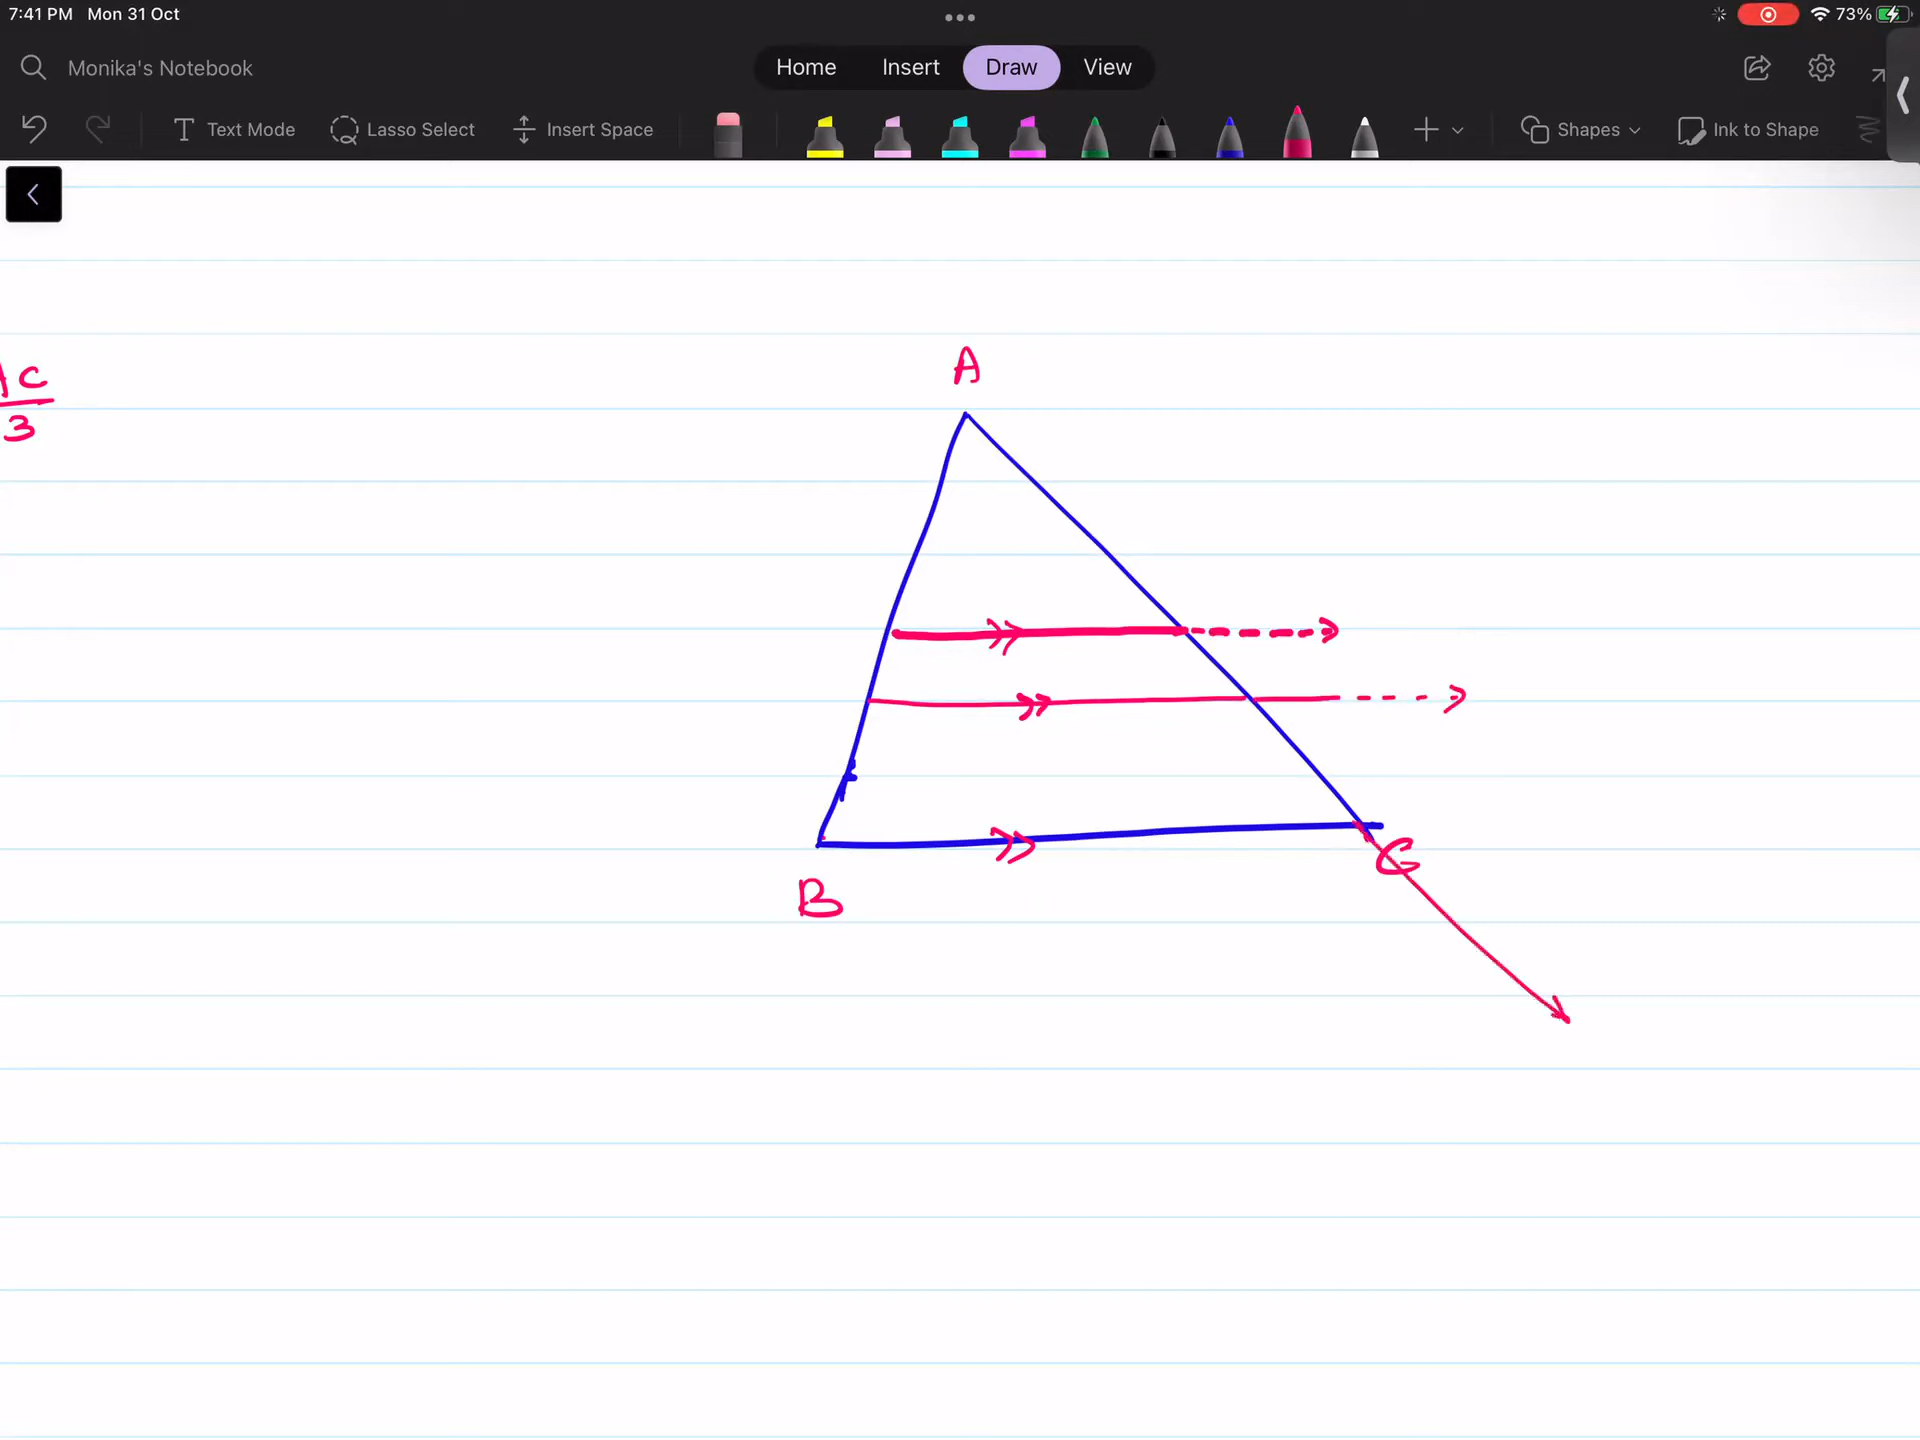 7:41 PM Mon 31 Oct 73%
Monika's Notebook
Home Insert Draw View
Text Mode Lasso Select Insert Space Shapes Ink to Shape
A
AC
3
B
C